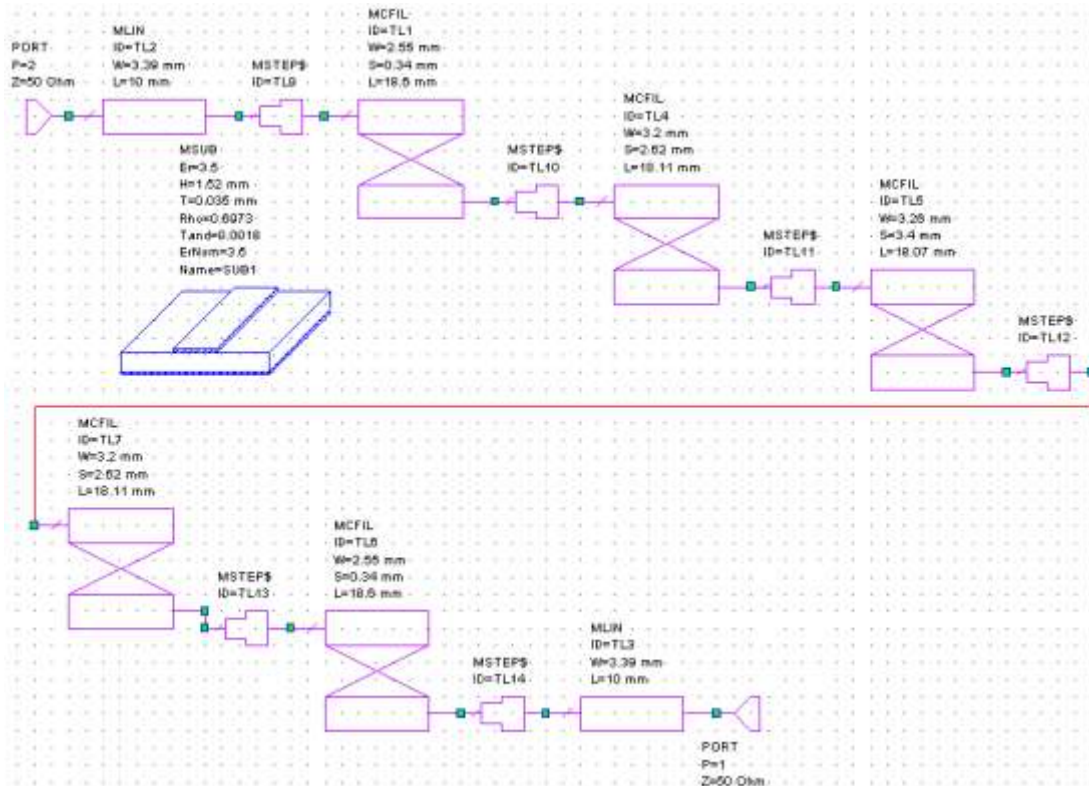 PORT
P=2
Z=50 Ohm
MLIN
ID=TL2
W=3.39 mm
L=10 mm
MSTEP$
ID=TL9
MCFIL
ID=TL1
W=2.55 mm
S=0.34 mm
L=18.5 mm
MSUB
Er=3.5
H=1.52 mm
T=0.035 mm
Rho=0.6973
Tand=0.0018
ErNom=3.5
Name=SUB1
MSTEP$
ID=TL10
MCFIL
ID=TL4
W=3.2 mm
S=2.62 mm
L=18.11 mm
MSTEP$
ID=TL11
MCFIL
ID=TL5
W=3.26 mm
S=3.4 mm
L=18.07 mm
MSTEP$
ID=TL12
MCFIL
ID=TL7
W=3.2 mm
S=2.62 mm
L=18.11 mm
MSTEP$
ID=TL13
MCFIL
ID=TL6
W=2.55 mm
S=0.34 mm
L=18.5 mm
MSTEP$
ID=TL14
MLIN
ID=TL3
W=3.39 mm
L=10 mm
PORT
P=1
Z=50 Ohm